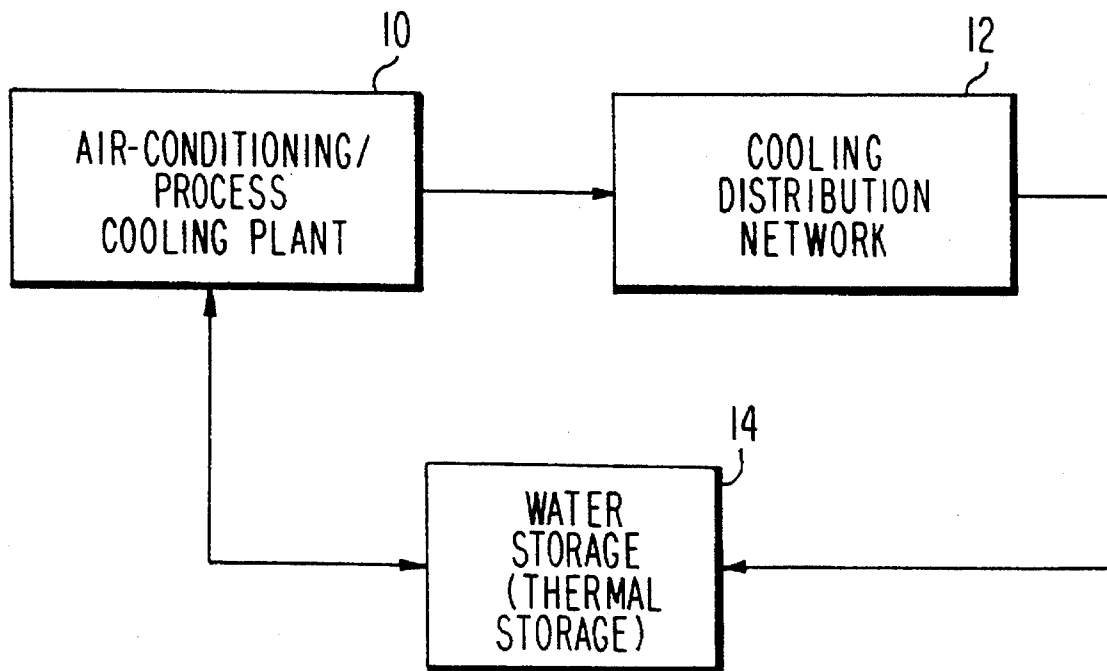 10
AIR-CONDITIONING/
PROCESS
COOLING PLANT
12
COOLING
DISTRIBUTION
NETWORK
14
WATER
STORAGE
(THERMAL
STORAGE)